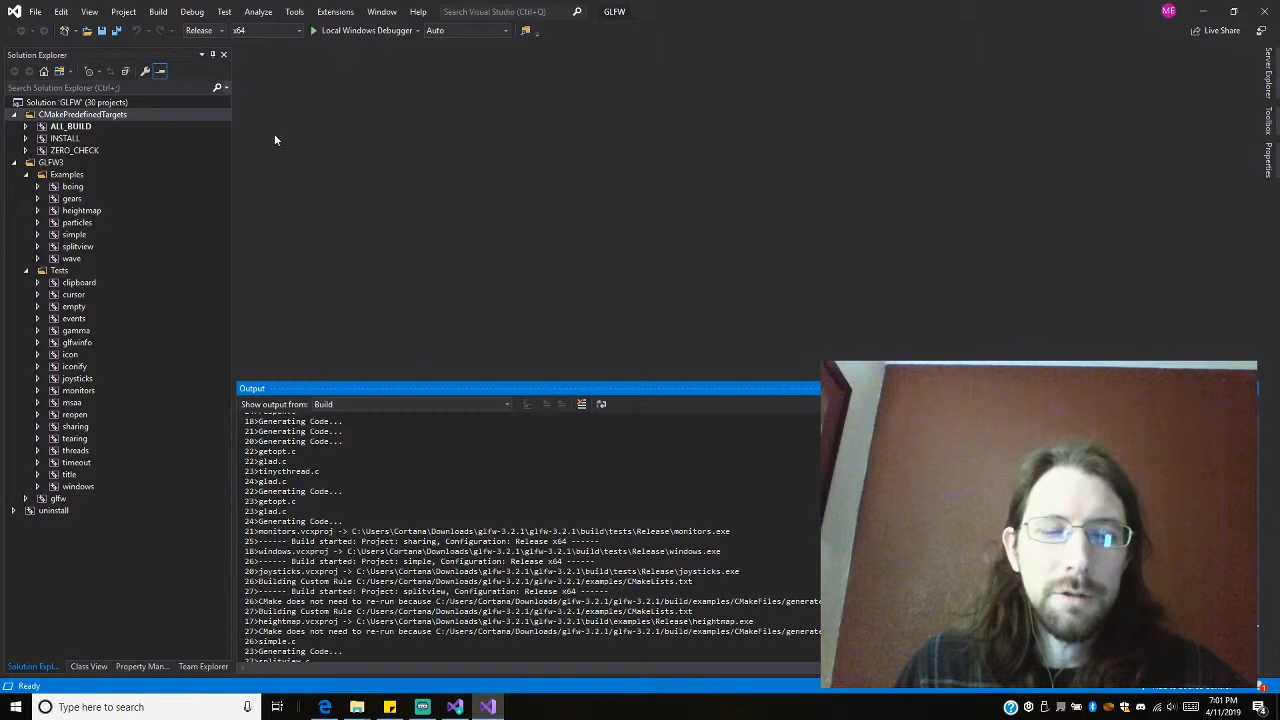 File Edit View Project Build Debug Test Analyze Tools Extensions Window Help Search Visual Studio (Ctrl+Q) GLFW ME
Release x64 Local Windows Debugger Auto Live Share
Solution Explorer
Search Solution Explorer (Ctrl+;)
Solution 'GLFW' (30 projects)
CMakePredefinedTargets
ALL_BUILD
INSTALL
ZERO_CHECK
GLFW3
Examples
boing
gears
heightmap
particles
simple
splitview
wave
Tests
clipboard
cursor
empty
events
gamma
glfwinfo
icon
iconify
joysticks
monitors
msaa
reopen
sharing
tearing
threads
timeout
title
windows
glfw
uninstall
Solution Expl... Class View Property Man... Team Explorer
Server Explorer
Toolbox
Properties
Output
Show output from: Build
18>Generating Code...
21>Generating Code...
20>Generating Code...
22>getopt.c
22>glad.c
23>tinycthread.c
24>glad.c
22>Generating Code...
23>getopt.c
23>glad.c
24>Generating Code...
21>monitors.vcxproj -> C:\Users\Cortana\Downloads\glfw-3.2.1\glfw-3.2.1\build\tests\Release\monitors.exe
25>------ Build started: Project: sharing, Configuration: Release x64 ------
18>windows.vcxproj -> C:\Users\Cortana\Downloads\glfw-3.2.1\glfw-3.2.1\build\tests\Release\windows.exe
26>------ Build started: Project: simple, Configuration: Release x64 ------
20>joysticks.vcxproj -> C:\Users\Cortana\Downloads\glfw-3.2.1\glfw-3.2.1\build\tests\Release\joysticks.exe
26>Building Custom Rule C:/Users/Cortana/Downloads/glfw-3.2.1/glfw-3.2.1/examples/CMakeLists.txt
27>------ Build started: Project: splitview, Configuration: Release x64 ------
26>CMake does not need to re-run because C:/Users/Cortana/Downloads/glfw-3.2.1/glfw-3.2.1/build/examples/CMakeFiles/generate
27>Building Custom Rule C:/Users/Cortana/Downloads/glfw-3.2.1/glfw-3.2.1/examples/CMakeLists.txt
17>heightmap.vcxproj -> C:\Users\Cortana\Downloads\glfw-3.2.1\glfw-3.2.1\build\examples\Release\heightmap.exe
27>CMake does not need to re-run because C:/Users/Cortana/Downloads/glfw-3.2.1/glfw-3.2.1/build/examples/CMakeFiles/generate
26>simple.c
23>Generating Code...
27>splitview.c
Ready
Type here to search
7:01 PM
4/11/2019